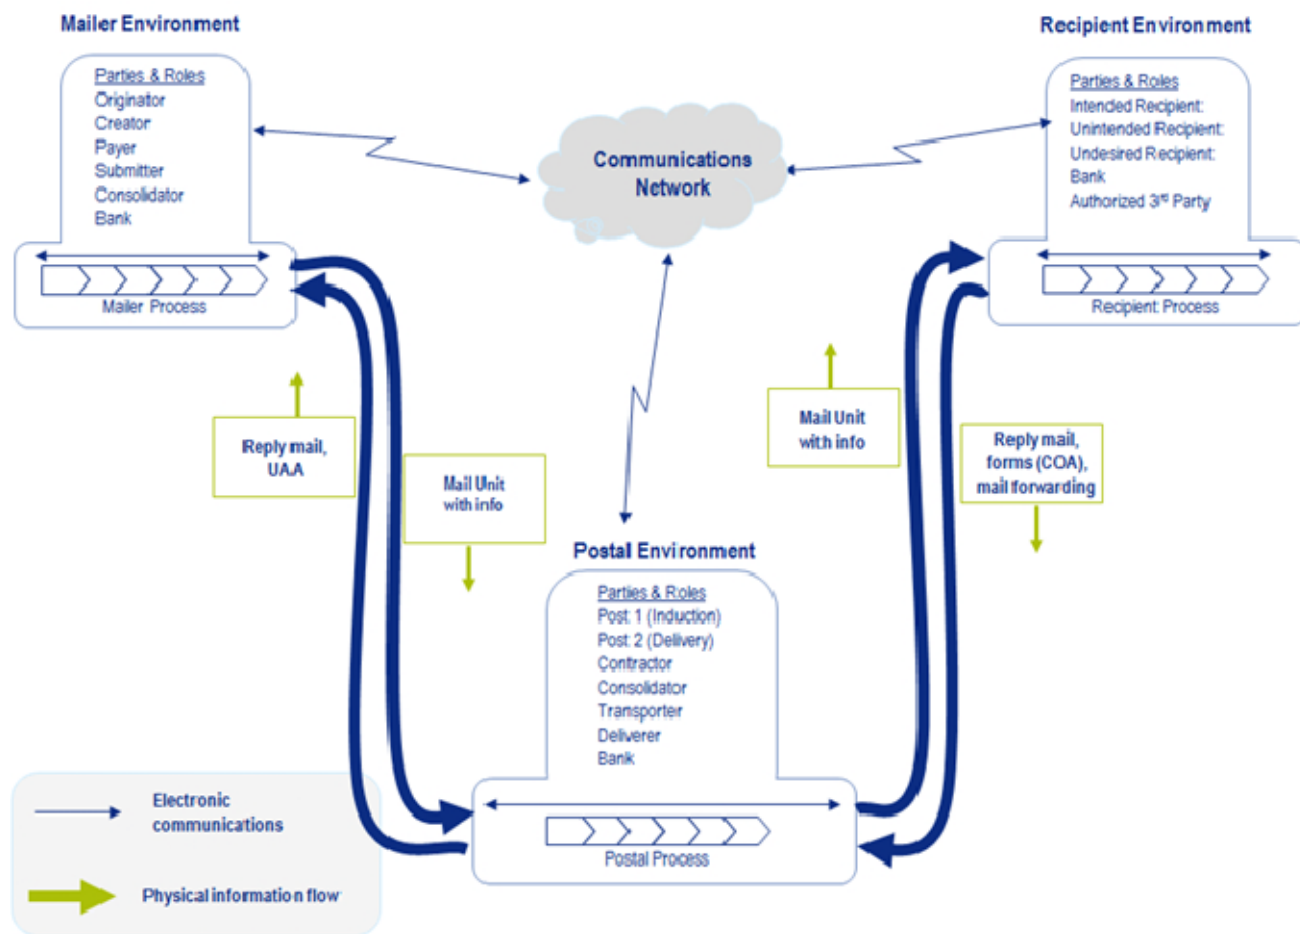 Mailer Environment
Parties & Roles
Originator
Creator
Payer
Submitter
Consolidator
Bank
Mailer Process
Communications
Network
Recipient Environment
Parties & Roles
Intended Recipient:
Unintended Recipient:
Undesired Recipient:
Bank
Authorized 3rd Party
Recipient Process
Reply mail,
UAA
Mail Unit
with info
Mail Unit
with info
Reply mail,
forms (COA),
mail forwarding
Postal Environment
Parties & Roles
Post 1 (Induction)
Post 2 (Delivery)
Contractor
Consolidator
Transporter
Deliverer
Bank
Postal Process
Electronic
communications
Physical information flow